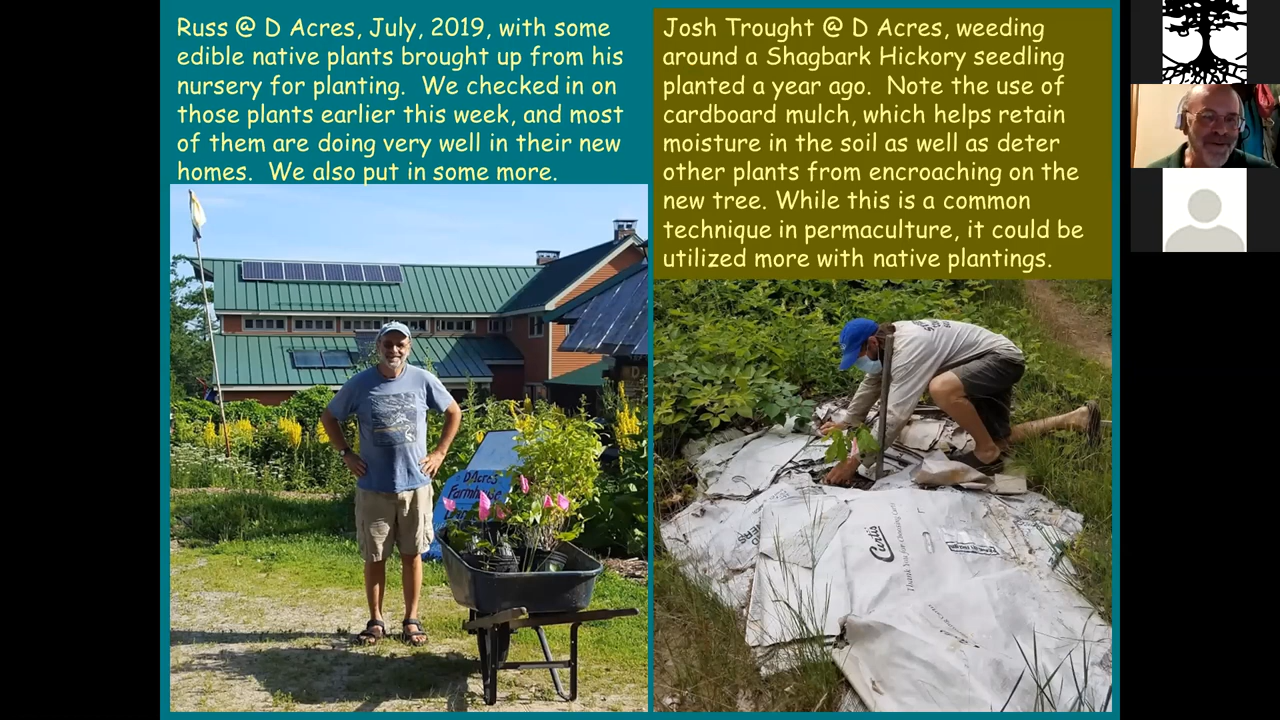 Russ @ D Acres, July, 2019, with some
edible native plants brought up from his
nursery for planting.  We checked in on
those plants earlier this week, and most
of them are doing very well in their new
homes.  We also put in some more.
Josh Trought @ D Acres, weeding
around a Shagbark Hickory seedling
planted a year ago.  Note the use of
cardboard mulch, which helps retain
moisture in the soil as well as deter
other plants from encroaching on the
new tree. While this is a common
technique in permaculture, it could be
utilized more with native plantings.
D Acres
Farmhouse
Curtis
Thank You for Choosing Curtis